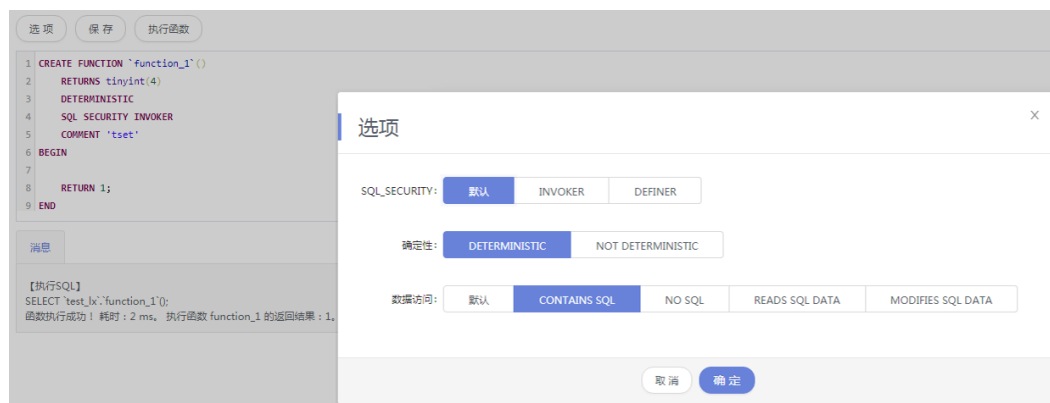 选 项 保 存 执行函数
1 CREATE FUNCTION `function_1`()
2 RETURNS tinyint(4)
3 DETERMINISTIC
4 SQL SECURITY INVOKER
5 COMMENT 'tset'
6 BEGIN
7
8 RETURN 1;
9 END
消息
【执行SQL】
SELECT `test_lx`.`function_1`();
函数执行成功！ 耗时：2 ms。 执行函数 function_1 的返回结果：1。
选项
SQL_SECURITY: 默认 INVOKER DEFINER
确定性: DETERMINISTIC NOT DETERMINISTIC
数据访问: 默认 CONTAINS SQL NO SQL READS SQL DATA MODIFIES SQL DATA
取 消 确 定